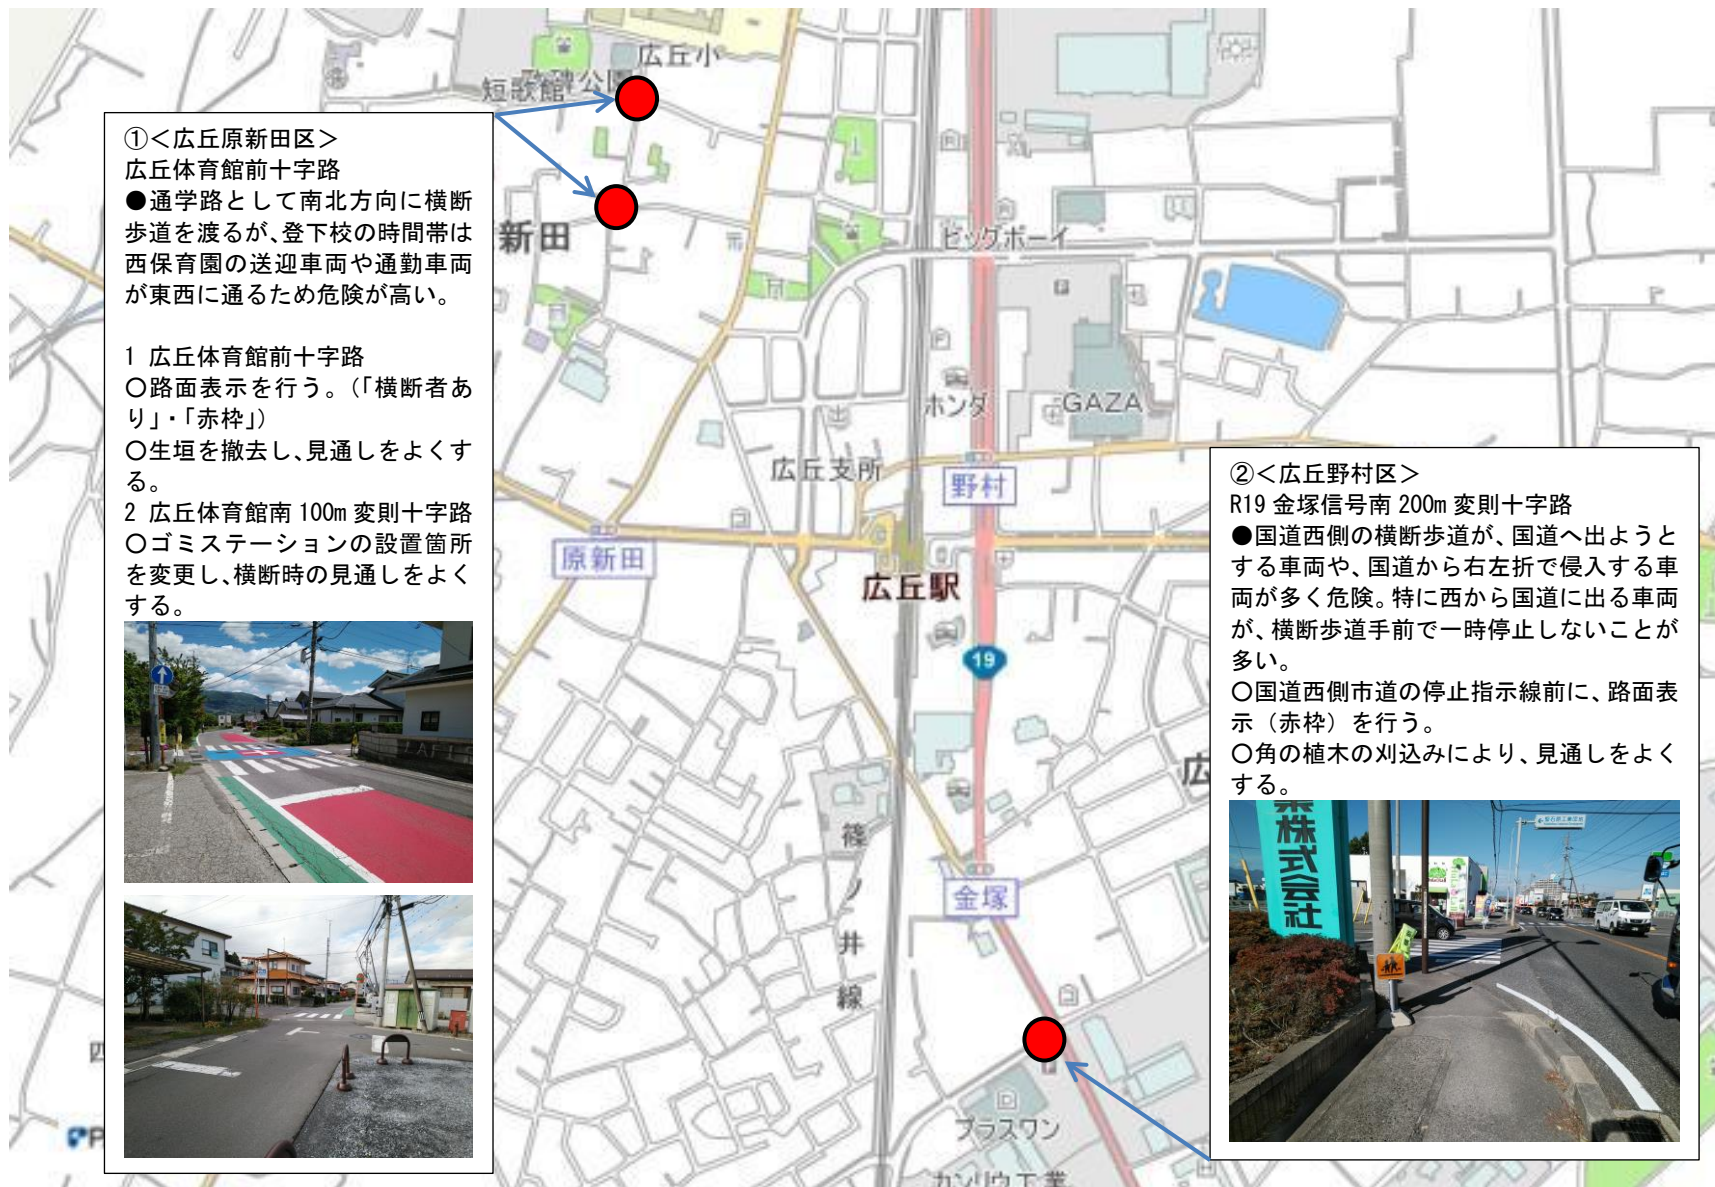 広丘小
短歌館
新田
ビッグボーイ
ホンダ
GAZA
広丘支所
野村
原新田
広丘駅
19
金塚
篠ノ井線
プラスワン
カンリウ工業
①＜広丘原新田区＞
広丘体育館前十字路
●通学路として南北方向に横断
歩道を渡るが、登下校の時間帯は
西保育園の送迎車両や通勤車両
が東西に通るため危険が高い。
1 広丘体育館前十字路
○路面表示を行う。（「横断者あ
り」・「赤枠」）
○生垣を撤去し、見通しをよくす
る。
2 広丘体育館南 100m 変則十字路
○ゴミステーションの設置箇所
を変更し、横断時の見通しをよく
する。
②＜広丘野村区＞
R19 金塚信号南 200m 変則十字路
●国道西側の横断歩道が、国道へ出ようと
する車両や、国道から右左折で侵入する車
両が多く危険。特に西から国道に出る車両
が、横断歩道手前で一時停止しないことが
多い。
○国道西側市道の停止指示線前に、路面表
示（赤枠）を行う。
○角の植木の刈込みにより、見通しをよく
する。
業株式会社